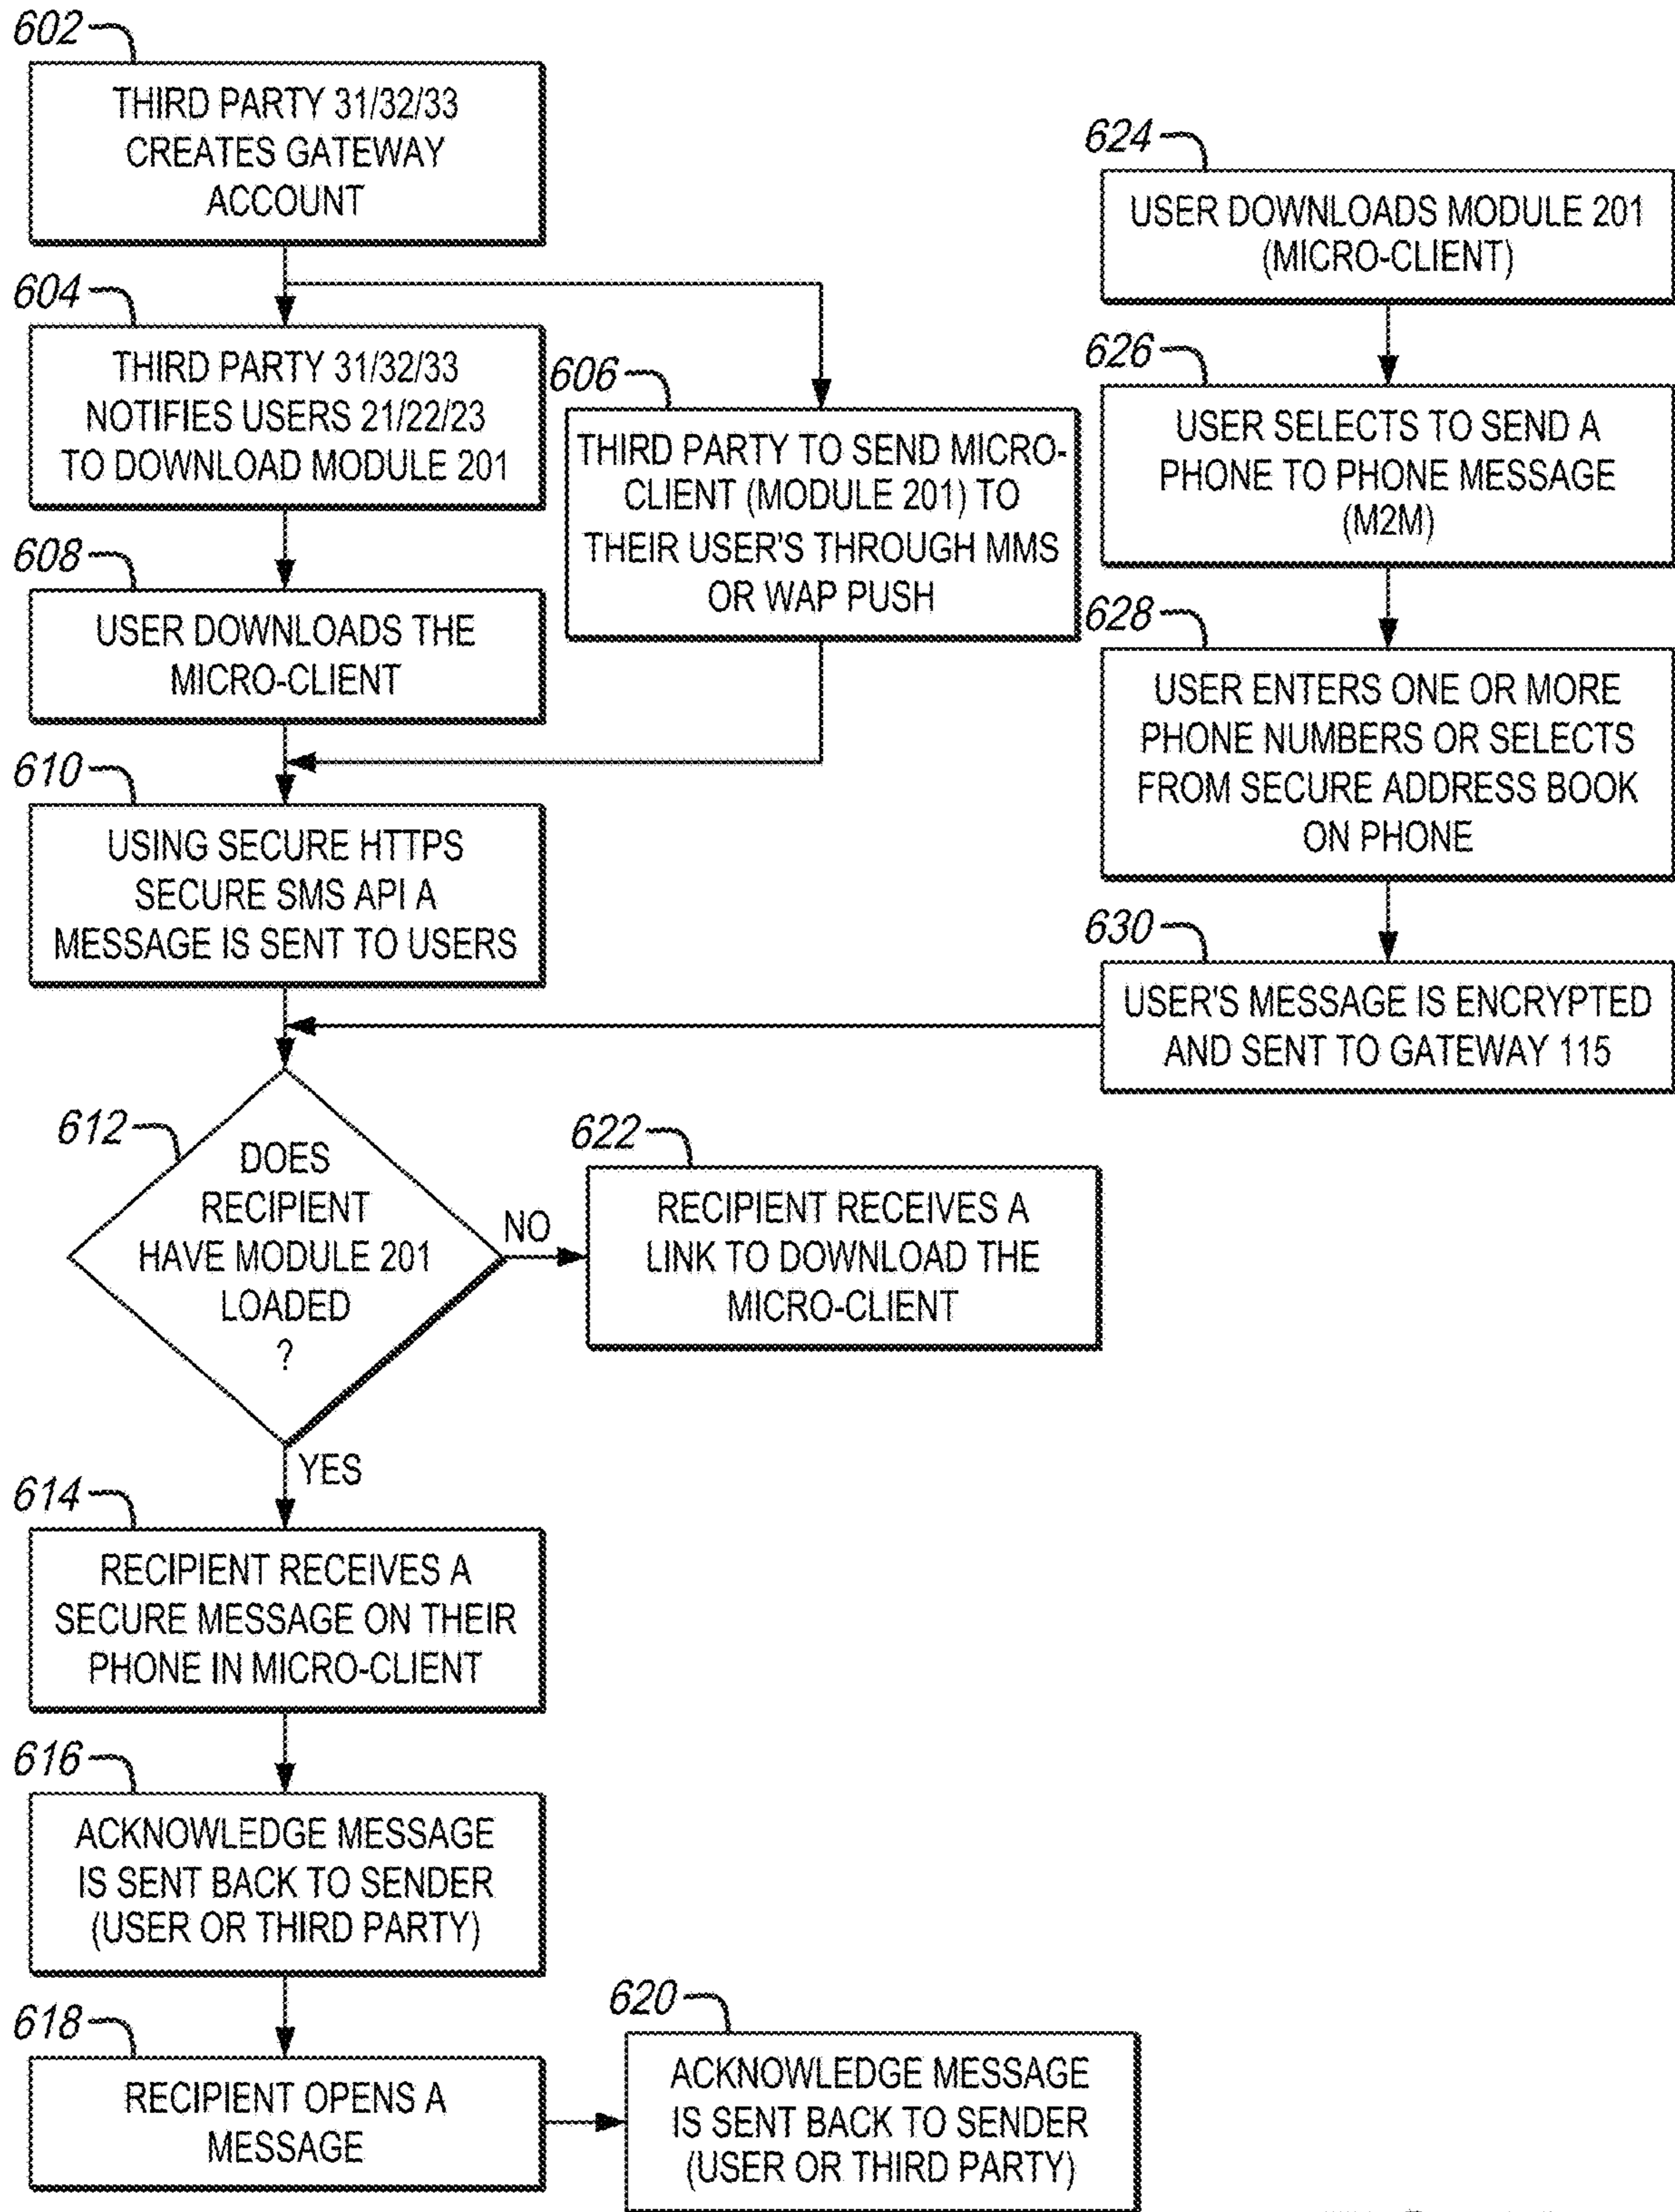 602
THIRD PARTY 31/32/33
CREATES GATEWAY
ACCOUNT
604
THIRD PARTY 31/32/33
NOTIFIES USERS 21/22/23
TO DOWNLOAD MODULE 201
606
THIRD PARTY TO SEND MICRO-
CLIENT (MODULE 201) TO
THEIR USER'S THROUGH MMS
OR WAP PUSH
608
USER DOWNLOADS THE
MICRO-CLIENT
610
USING SECURE HTTPS
SECURE SMS API A
MESSAGE IS SENT TO USERS
624
USER DOWNLOADS MODULE 201
(MICRO-CLIENT)
626
USER SELECTS TO SEND A
PHONE TO PHONE MESSAGE
(M2M)
628
USER ENTERS ONE OR MORE
PHONE NUMBERS OR SELECTS
FROM SECURE ADDRESS BOOK
ON PHONE
630
USER'S MESSAGE IS ENCRYPTED
AND SENT TO GATEWAY 115
612
DOES
RECIPIENT
HAVE MODULE 201
LOADED
?
NO
622
RECIPIENT RECEIVES A
LINK TO DOWNLOAD THE
MICRO-CLIENT
YES
614
RECIPIENT RECEIVES A
SECURE MESSAGE ON THEIR
PHONE IN MICRO-CLIENT
616
ACKNOWLEDGE MESSAGE
IS SENT BACK TO SENDER
(USER OR THIRD PARTY)
618
RECIPIENT OPENS A
MESSAGE
620
ACKNOWLEDGE MESSAGE
IS SENT BACK TO SENDER
(USER OR THIRD PARTY)